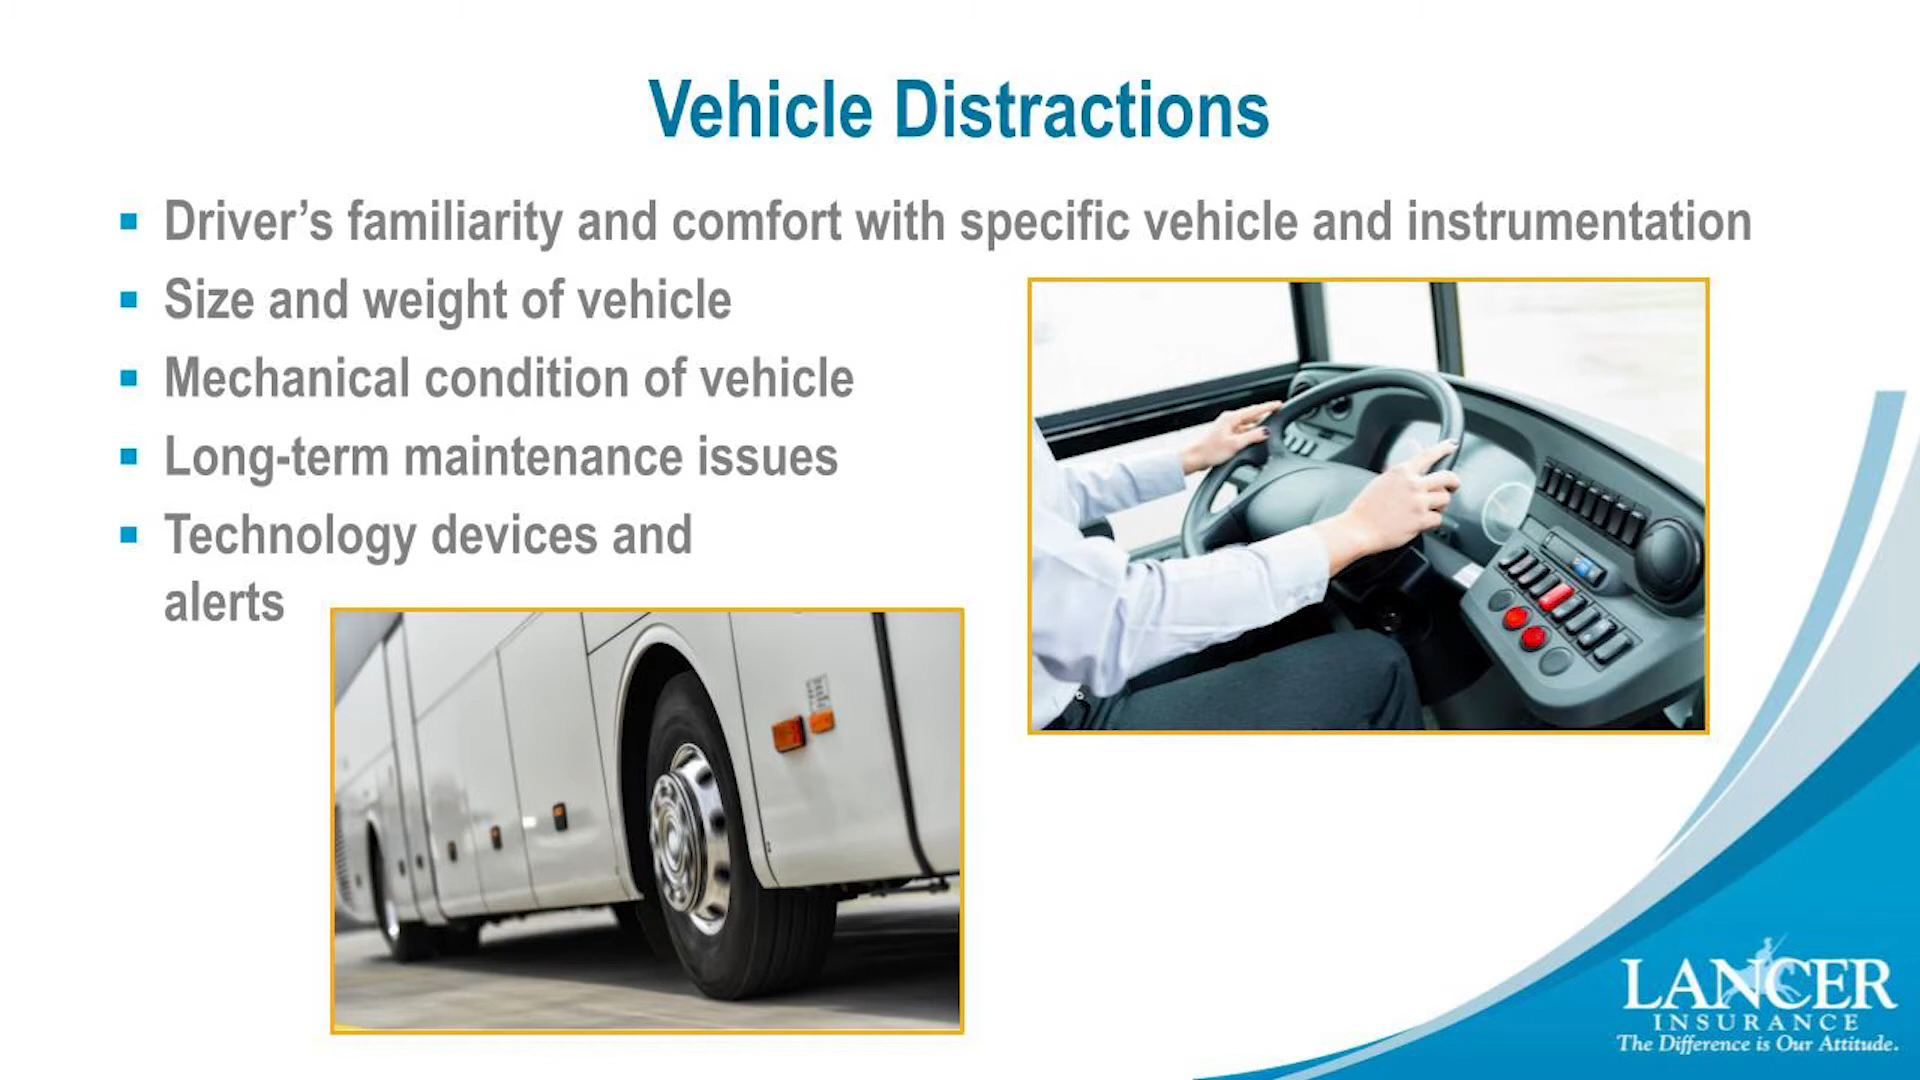 Vehicle Distractions
Driver’s familiarity and comfort with specific vehicle and instrumentation
Size and weight of vehicle
Mechanical condition of vehicle
Long-term maintenance issues
Technology devices and
alerts
LANCER
INSURANCE
The Difference is Our Attitude.